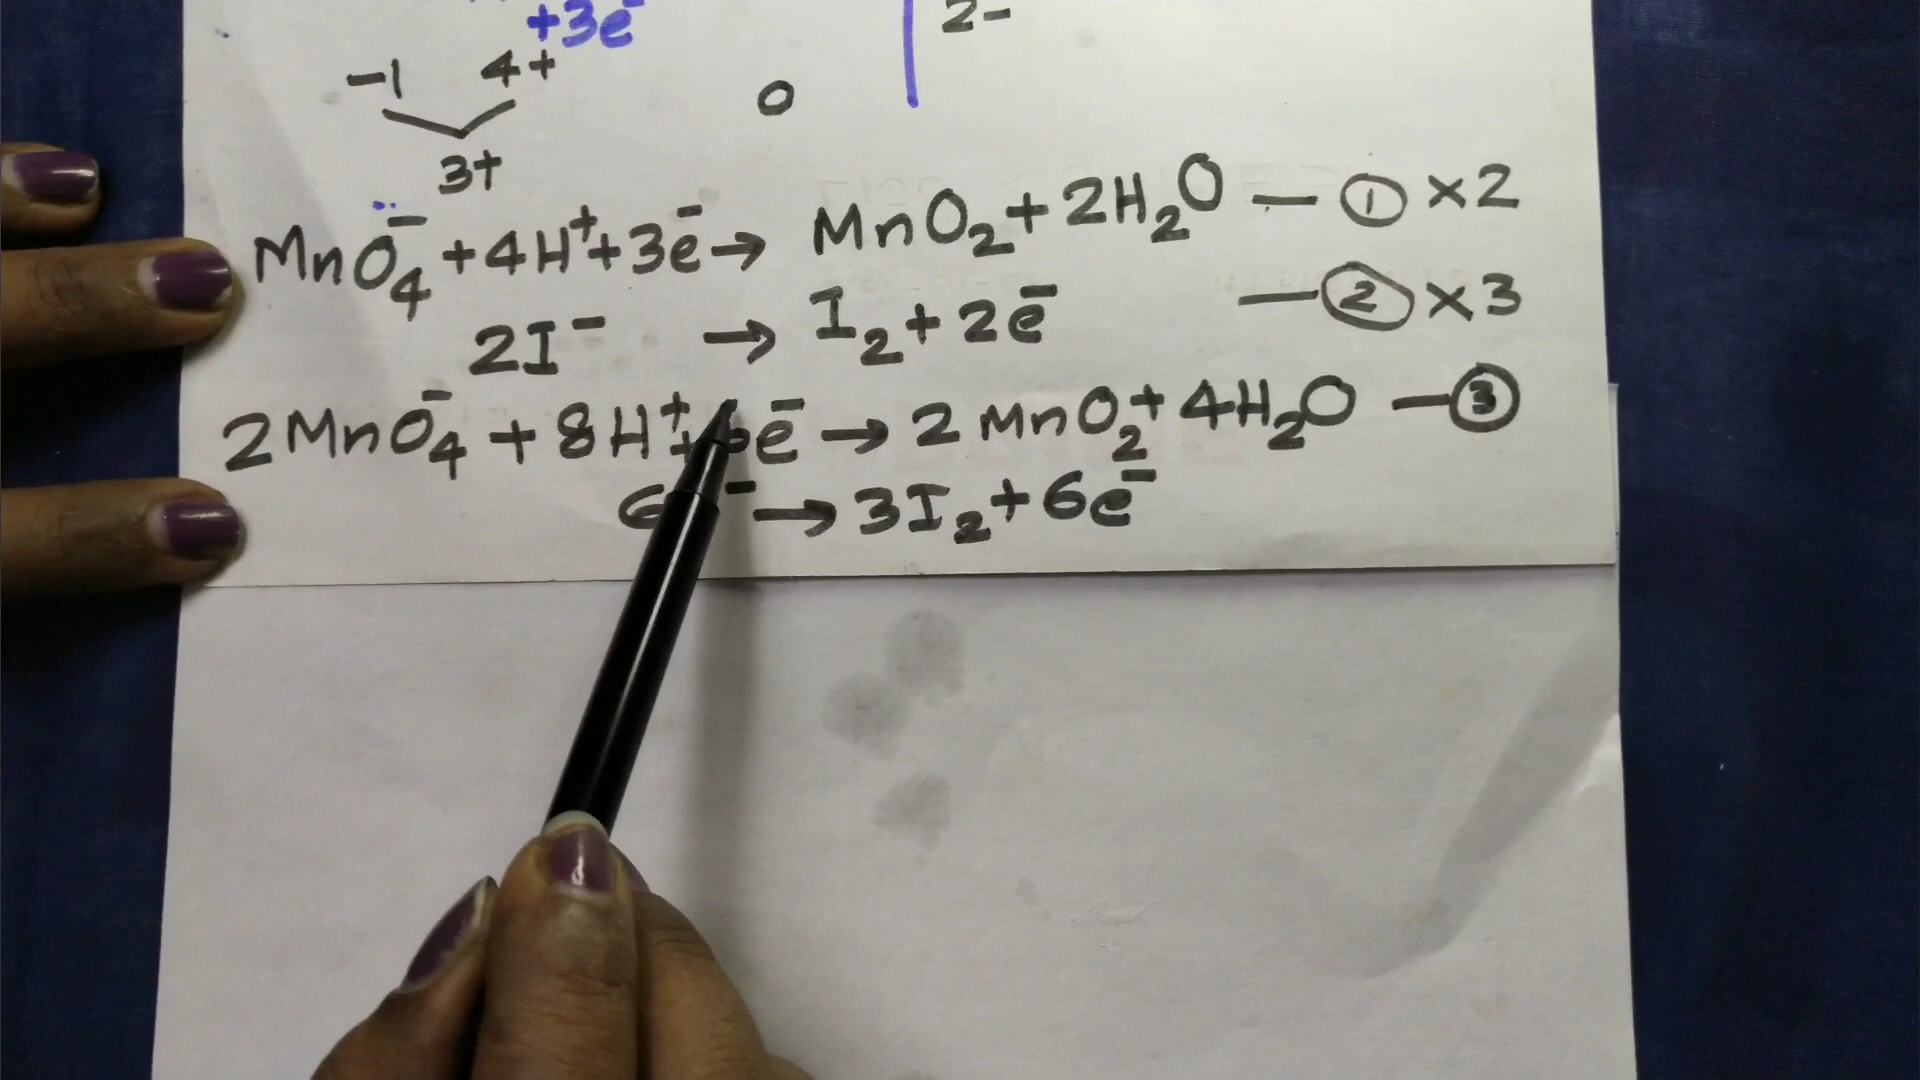 +3e⁻
2-
-1 4+
0
3+
MnO₄⁻ + 4H⁺ + 3e⁻ → MnO₂ + 2H₂O — ① ×2
2I⁻ → I₂ + 2e⁻ — ② ×3
2MnO₄⁻ + 8H⁺ + e⁻ → 2MnO₂ + 4H₂O — ③
6 ⁻ → 3I₂ + 6e⁻